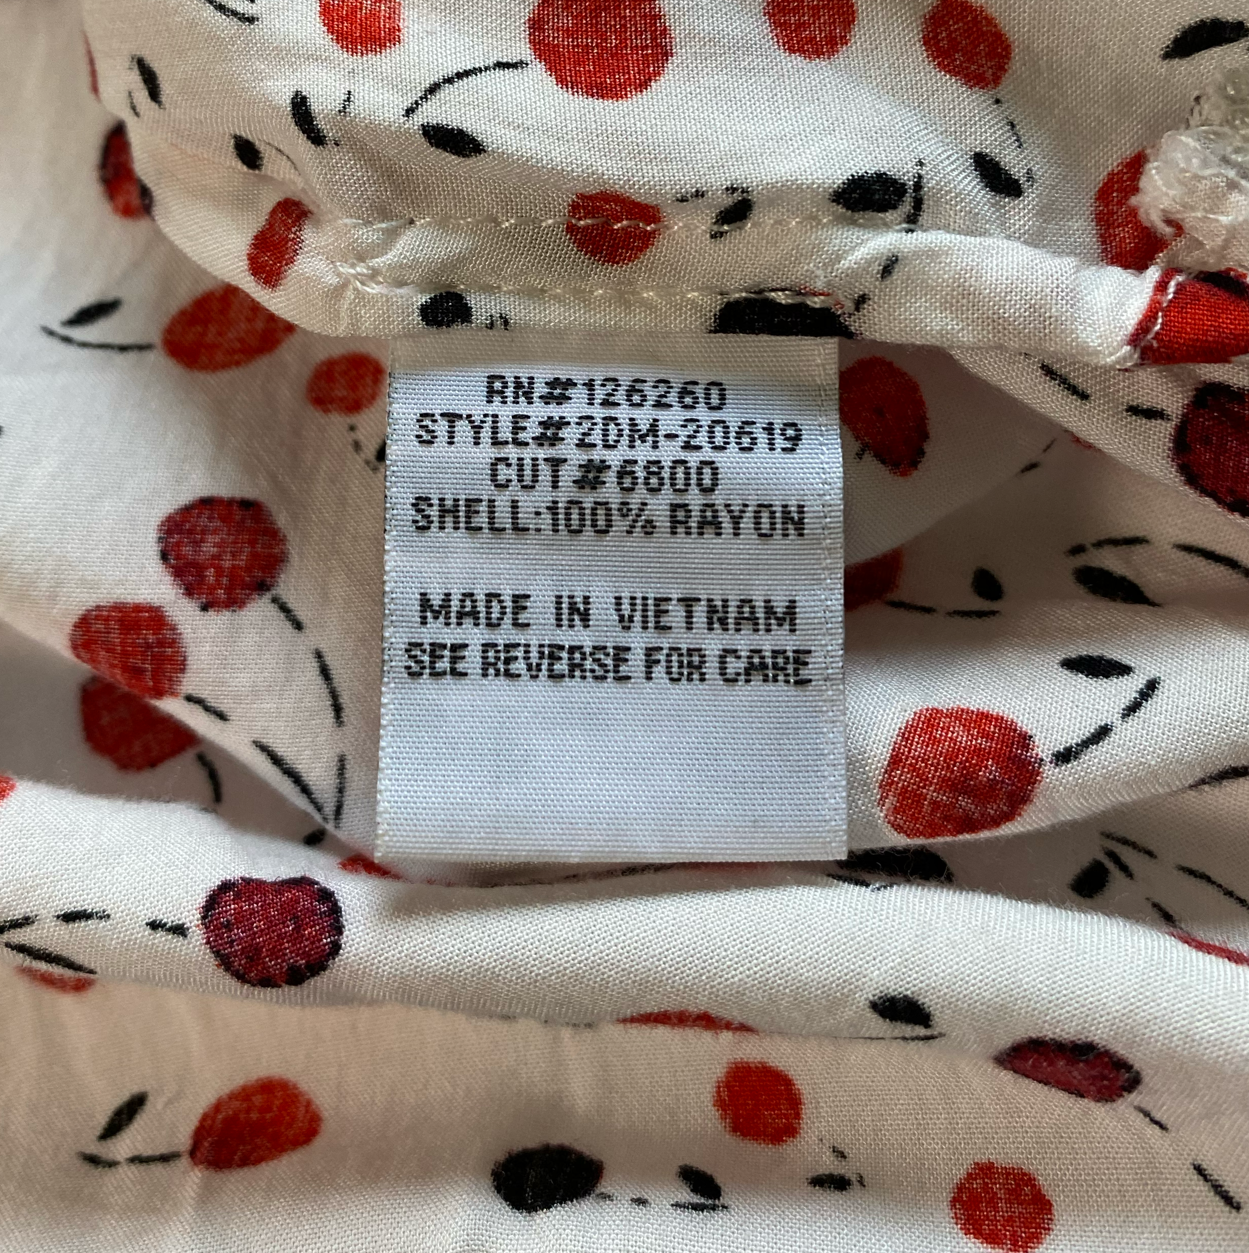 RN#126260
STYLE#2DM-20619
CUT#6800
SHELL:100% RAYON
MADE IN VIETNAM
SEE REVERSE FOR CARE